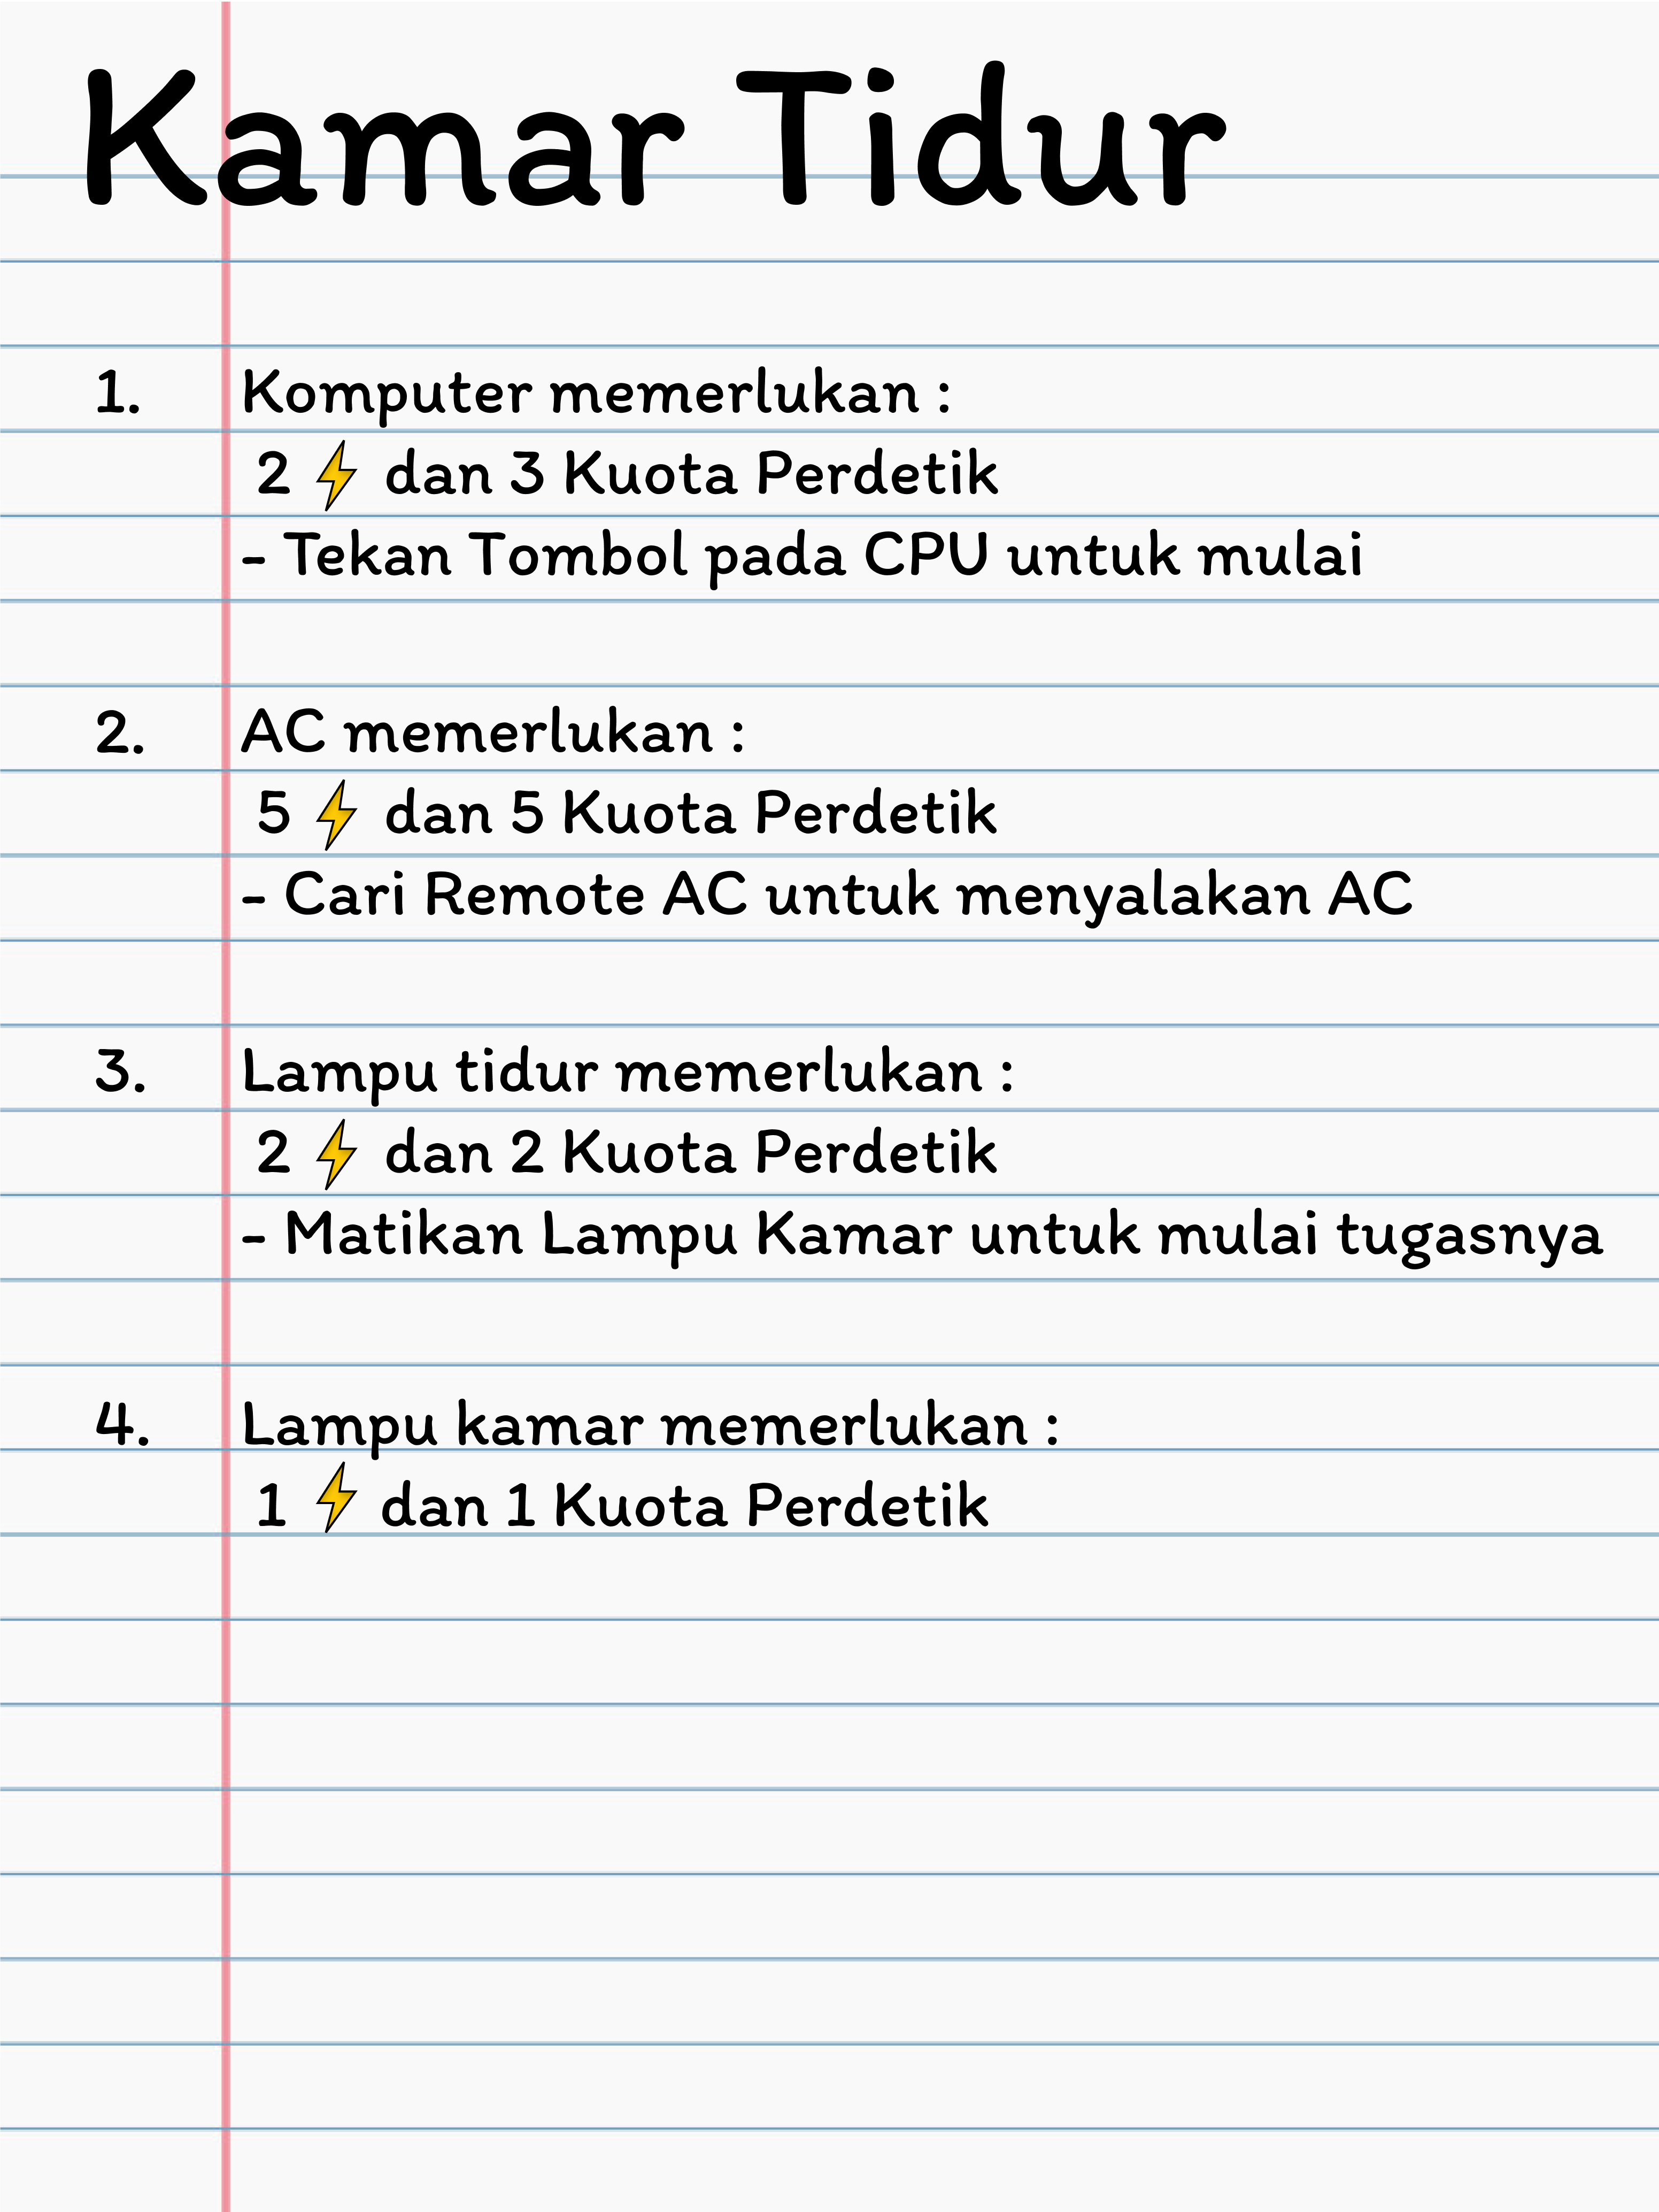 Kamar Tidur
1. Komputer memerlukan :
2 ⚡ dan 3 Kuota Perdetik
- Tekan Tombol pada CPU untuk mulai
2. AC memerlukan :
5 ⚡ dan 5 Kuota Perdetik
- Cari Remote AC untuk menyalakan AC
3. Lampu tidur memerlukan :
2 ⚡ dan 2 Kuota Perdetik
- Matikan Lampu Kamar untuk mulai tugasnya
4. Lampu kamar memerlukan :
1 ⚡ dan 1 Kuota Perdetik